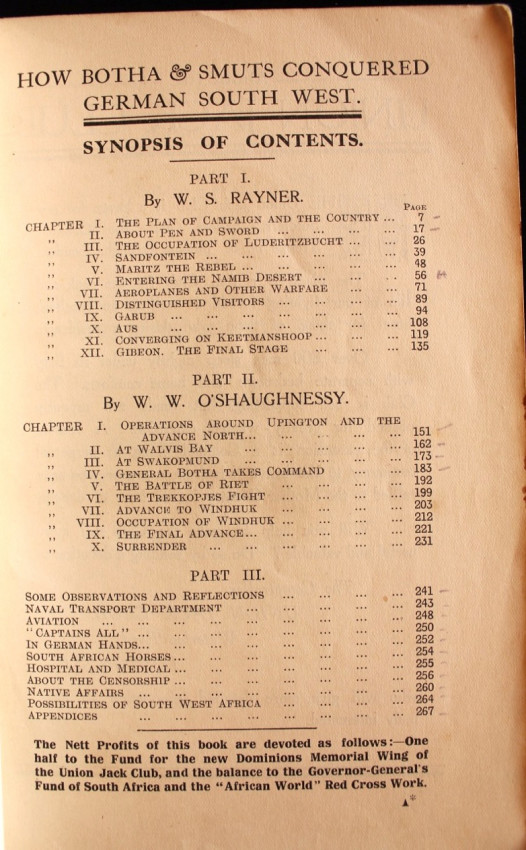 HOW BOTHA & SMUTS CONQUERED
GERMAN SOUTH WEST.
SYNOPSIS OF CONTENTS.
PART I.
By W. S. RAYNER.
PAGE
CHAPTER I. THE PLAN OF CAMPAIGN AND THE COUNTRY ... 7
,, II. ABOUT PEN AND SWORD ... ... ... ... 17
,, III. THE OCCUPATION OF LUDERITZBUCHT ... ... 26
,, IV. SANDFONTEIN ... ... ... ... ... ... 39
,, V. MARITZ THE REBEL ... ... ... ... ... 48
,, VI. ENTERING THE NAMIB DESERT ... ... ... 56
,, VII. AEROPLANES AND OTHER WARFARE ... ... 71
,, VIII. DISTINGUISHED VISITORS ... ... ... ... 89
,, IX. GARUB ... ... ... ... ... ... ... 94
,, X. AUS ... ... ... ... ... ... ... 108
,, XI. CONVERGING ON KEETMANSHOOP ... ... ... 119
,, XII. GIBEON. THE FINAL STAGE ... ... ... 135
PART II.
By W. W. O'SHAUGHNESSY.
CHAPTER I. OPERATIONS AROUND UPINGTON AND THE
ADVANCE NORTH... ... ... ... ... 151
,, II. AT WALVIS BAY ... ... ... ... ... 162
,, III. AT SWAKOPMUND ... ... ... ... ... 173
,, IV. GENERAL BOTHA TAKES COMMAND ... ... 183
,, V. THE BATTLE OF RIET ... ... ... ... 192
,, VI. THE TREKKOPJES FIGHT ... ... ... ... 199
,, VII. ADVANCE TO WINDHUK ... ... ... ... 203
,, VIII. OCCUPATION OF WINDHUK ... ... ... ... 212
,, IX. THE FINAL ADVANCE... ... ... ... ... 221
,, X. SURRENDER ... ... ... ... ... ... 231
PART III.
SOME OBSERVATIONS AND REFLECTIONS ... ... ... ... 241
NAVAL TRANSPORT DEPARTMENT ... ... ... ... ... 243
AVIATION ... ... ... ... ... ... ... ... 248
"CAPTAINS ALL" ... ... ... ... ... ... ... 250
IN GERMAN HANDS... ... ... ... ... ... ... 252
SOUTH AFRICAN HORSES ... ... ... ... ... ... 254
HOSPITAL AND MEDICAL ... ... ... ... ... ... 255
ABOUT THE CENSORSHIP ... ... ... ... ... ... 256
NATIVE AFFAIRS ... ... ... ... ... ... ... 260
POSSIBILITIES OF SOUTH WEST AFRICA ... ... ... ... 264
APPENDICES ... ... ... ... ... ... ... 267
The Nett Profits of this book are devoted as follows:—One
half to the Fund for the new Dominions Memorial Wing of
the Union Jack Club, and the balance to the Governor-General's
Fund of South Africa and the "African World" Red Cross Work.
A*